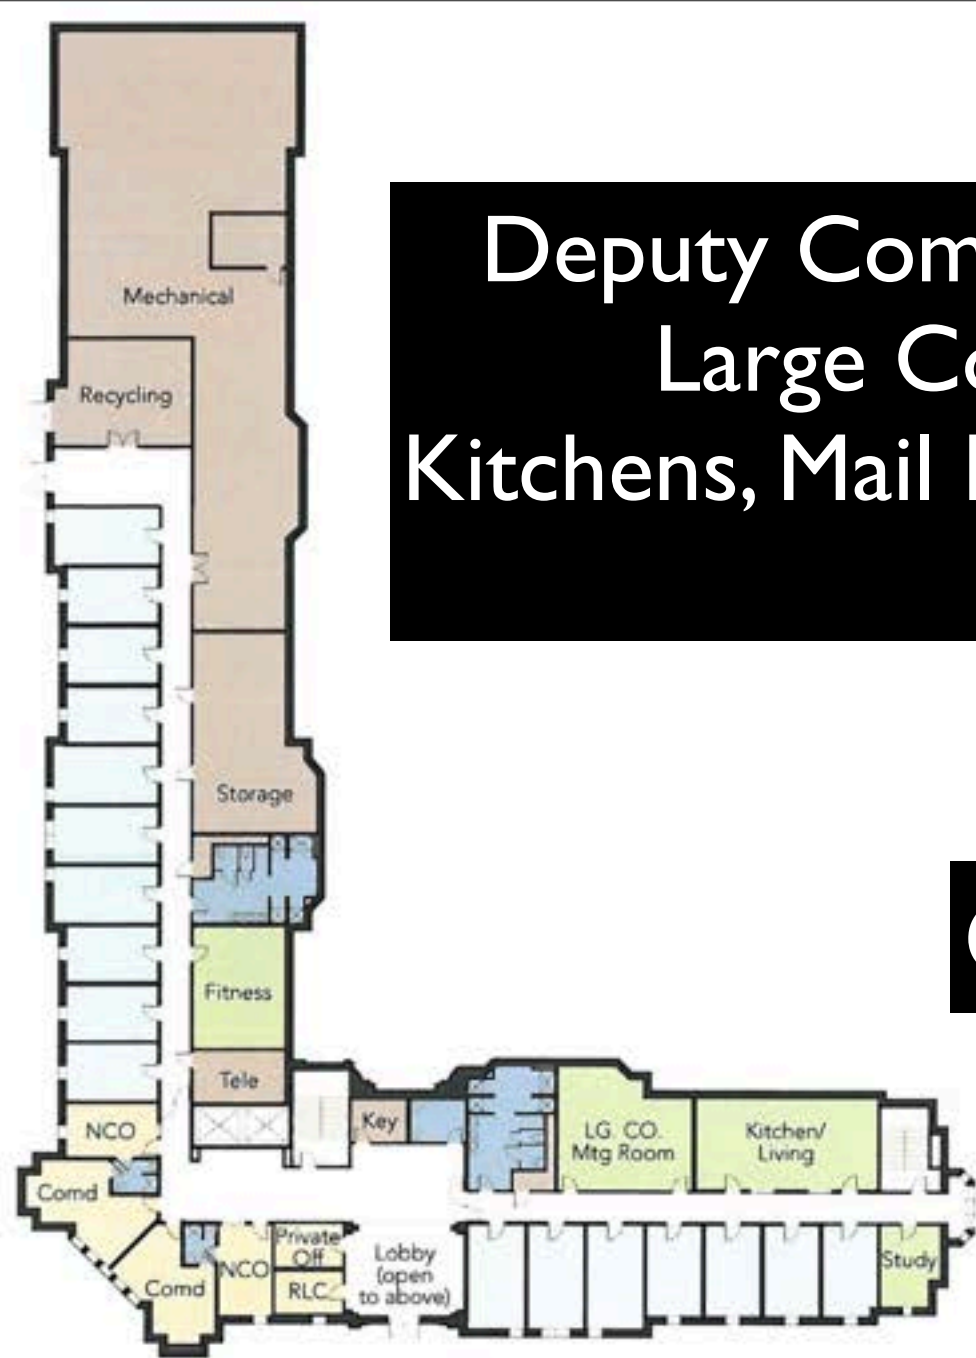 Deputy Com
Large Co
Kitchens, Mail
Mechanical
Recycling
Storage
Fitness
Tele
Key
LG CO.
Mtg Room
Kitchen/
Living
NCO
Comd
Comd
NCO
Private
Off
RLC
Lobby
(open
to above)
Study